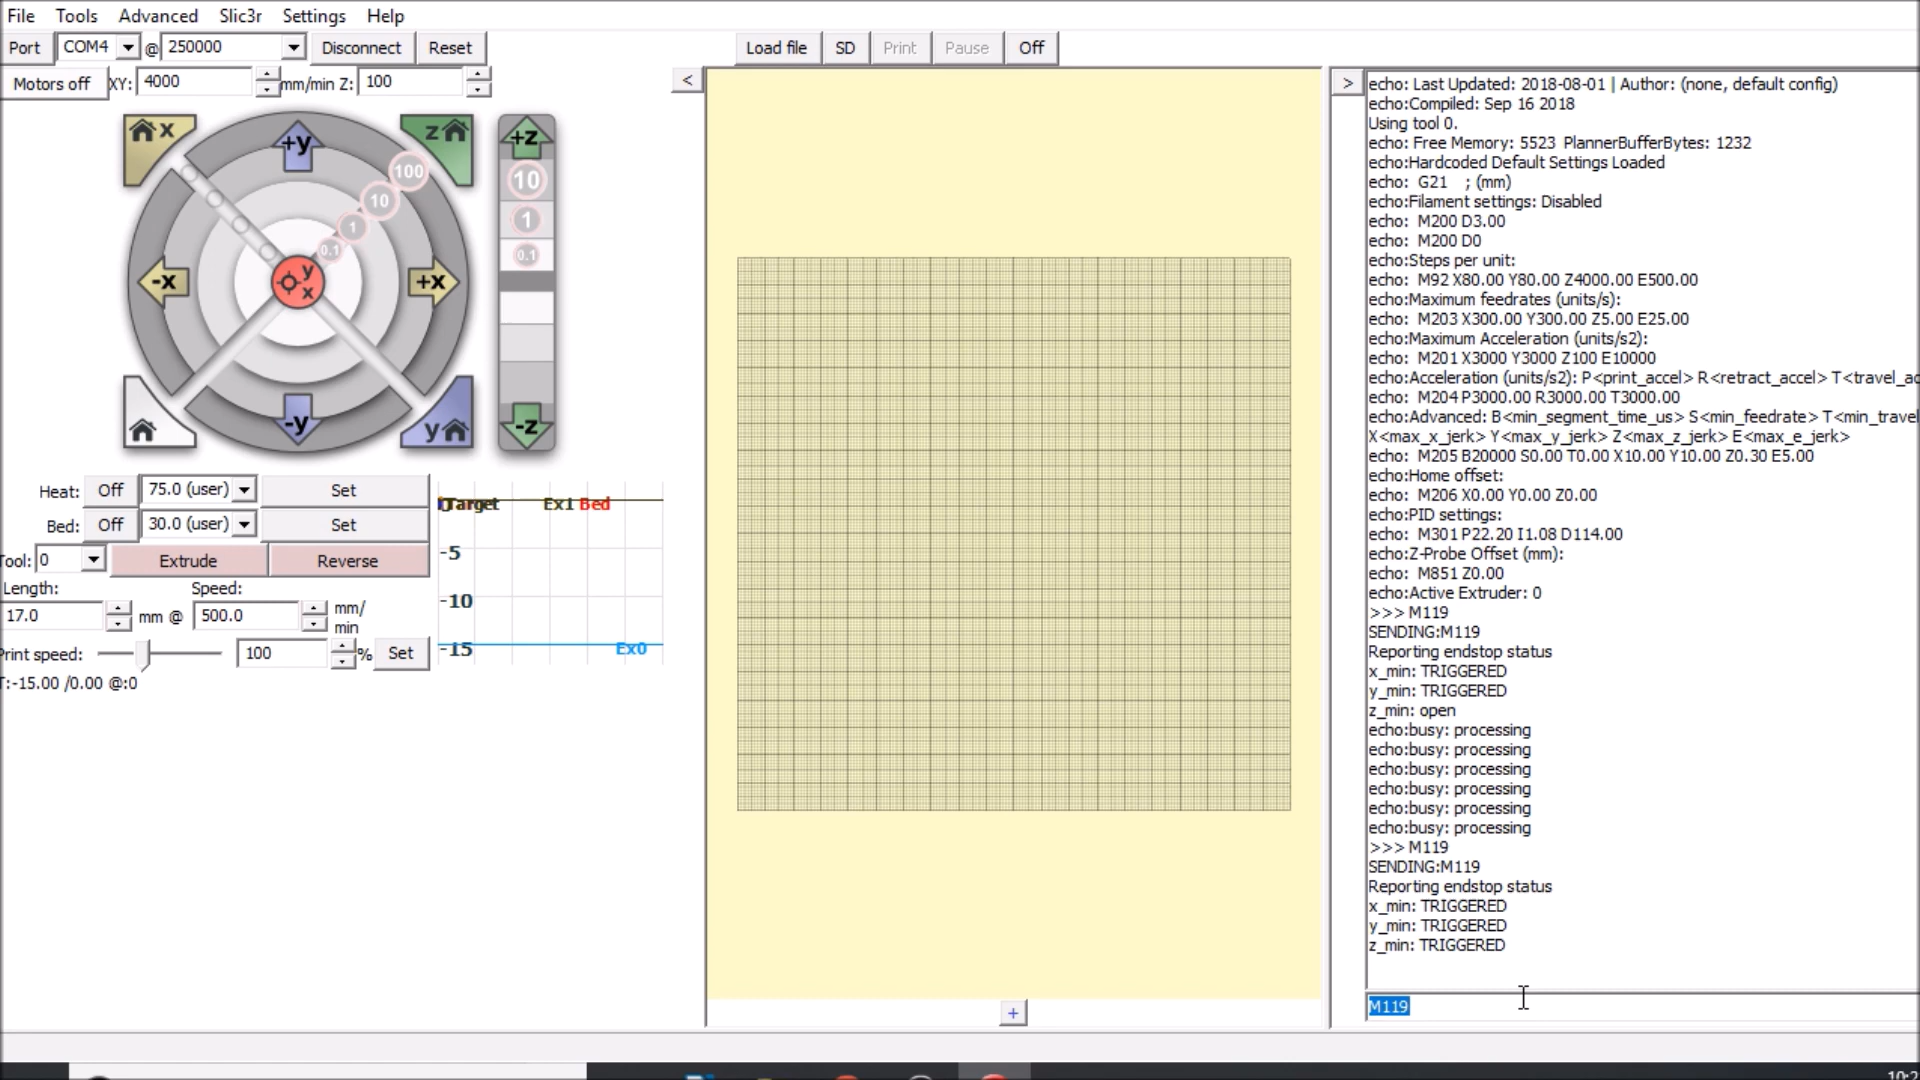 File Tools Advanced Slic3r Settings Help
Port COM4 @ 250000 Disconnect Reset Load file SD Print Pause Off
Motors off XY: 4000 mm/min Z: 100 < >
x +y z +z
100 10 1 0.1
10 1 0.1
-x y x +x
-y y -z
Heat: Off 75.0 (user) Set
Bed: Off 30.0 (user) Set
Tool: 0 Extrude Reverse
Length: Speed:
17.0 mm @ 500.0 mm/
min
Print speed: 100 % Set
T:-15.00 /0.00 @:0
Target Ex1 Bed
-5
-10
-15 Ex0
+
echo: Last Updated: 2018-08-01 | Author: (none, default config)
echo:Compiled: Sep 16 2018
Using tool 0.
echo: Free Memory: 5523 PlannerBufferBytes: 1232
echo:Hardcoded Default Settings Loaded
echo: G21 ; (mm)
echo:Filament settings: Disabled
echo: M200 D3.00
echo: M200 D0
echo:Steps per unit:
echo: M92 X80.00 Y80.00 Z4000.00 E500.00
echo:Maximum feedrates (units/s):
echo: M203 X300.00 Y300.00 Z5.00 E25.00
echo:Maximum Acceleration (units/s2):
echo: M201 X3000 Y3000 Z100 E10000
echo:Acceleration (units/s2): P<print_accel> R<retract_accel> T<travel_ac
echo: M204 P3000.00 R3000.00 T3000.00
echo:Advanced: B<min_segment_time_us> S<min_feedrate> T<min_travel
X<max_x_jerk> Y<max_y_jerk> Z<max_z_jerk> E<max_e_jerk>
echo: M205 B20000 S0.00 T0.00 X10.00 Y10.00 Z0.30 E5.00
echo:Home offset:
echo: M206 X0.00 Y0.00 Z0.00
echo:PID settings:
echo: M301 P22.20 I1.08 D114.00
echo:Z-Probe Offset (mm):
echo: M851 Z0.00
echo:Active Extruder: 0
>>> M119
SENDING:M119
Reporting endstop status
x_min: TRIGGERED
y_min: TRIGGERED
z_min: open
echo:busy: processing
echo:busy: processing
echo:busy: processing
echo:busy: processing
echo:busy: processing
echo:busy: processing
>>> M119
SENDING:M119
Reporting endstop status
x_min: TRIGGERED
y_min: TRIGGERED
z_min: TRIGGERED
M119